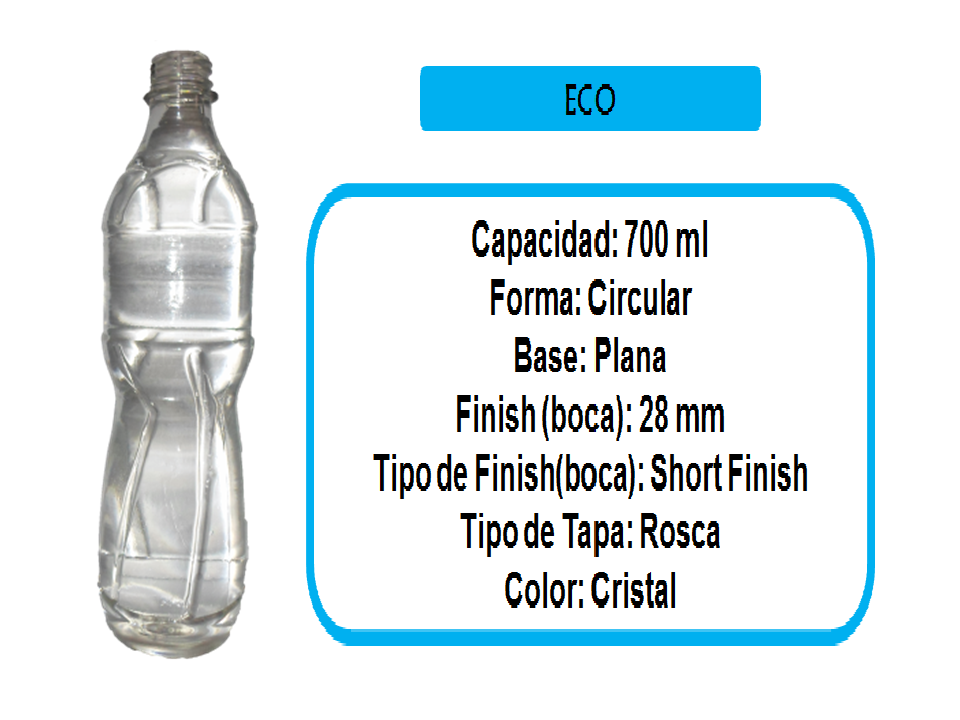 ECO
Capacidad: 700 ml
Forma: Circular
Base: Plana
Finish (boca): 28 mm
Tipo de Finish(boca): Short Finish
Tipo de Tapa: Rosca
Color: Cristal